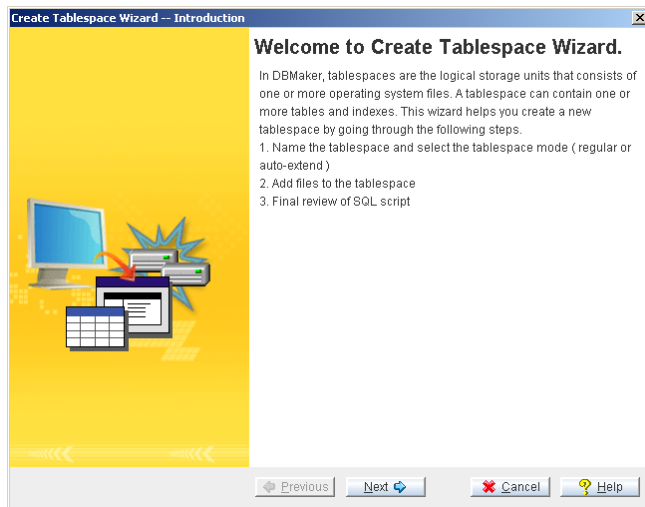 Create Tablespace Wizard -- Introduction
Welcome to Create Tablespace Wizard.
In DBMaker, tablespaces are the logical storage units that consists of
one or more operating system files. A tablespace can contain one or
more tables and indexes. This wizard helps you create a new
tablespace by going through the following steps.
1. Name the tablespace and select the tablespace mode ( regular or
auto-extend )
2. Add files to the tablespace
3. Final review of SQL script
Previous
Next
Cancel
Help